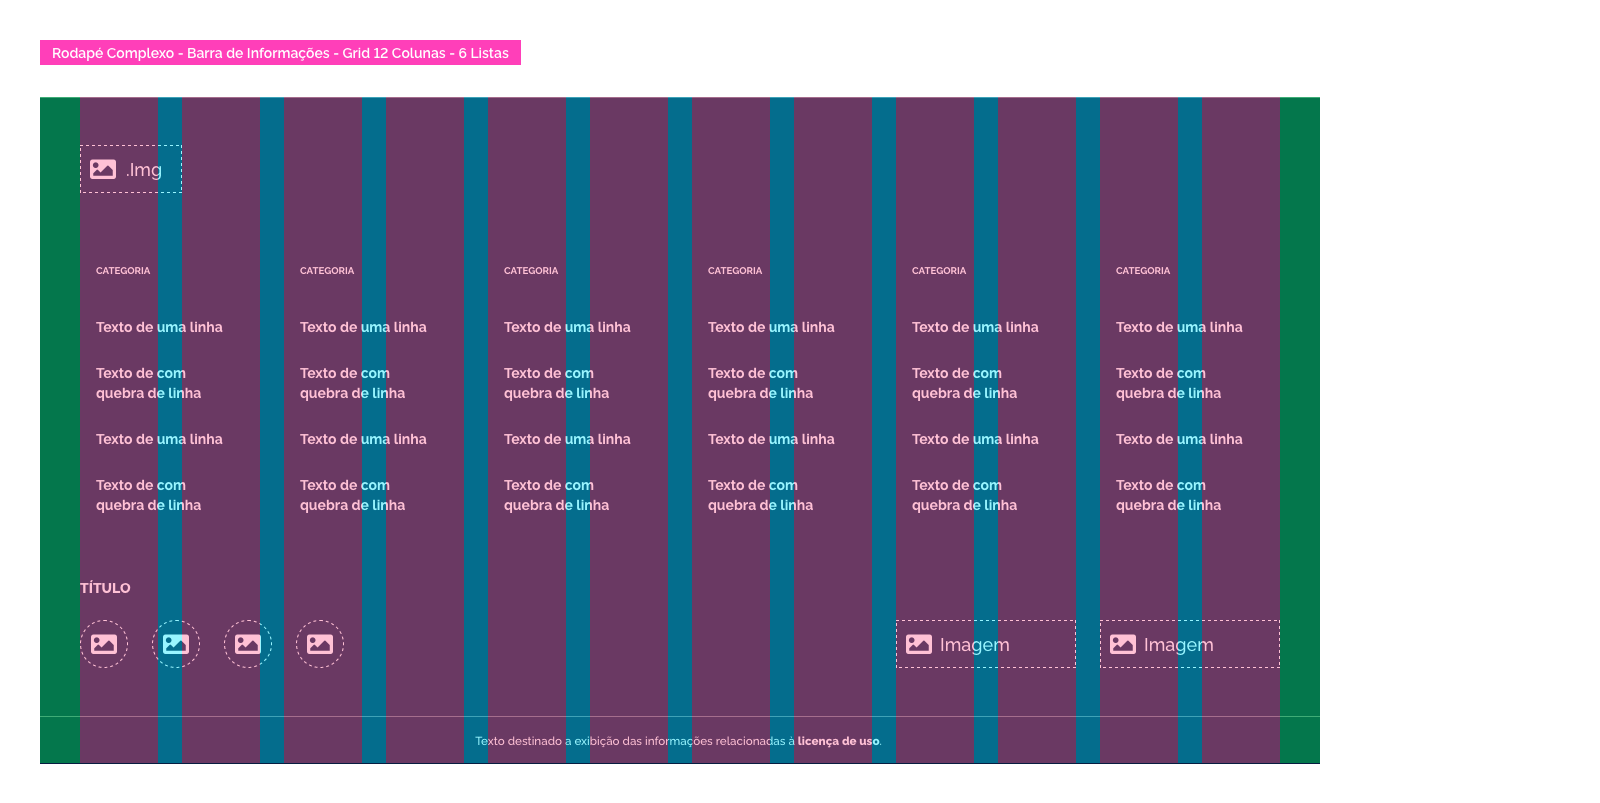 Rodapé Complexo - Barra de Informações - Grid 12 Colunas - 6 Listas
.Img
CATEGORIA CATEGORIA CATEGORIA CATEGORIA CATEGORIA CATEGORIA
Texto de uma linha Texto de uma linha Texto de uma linha Texto de uma linha Texto de uma linha Texto de uma linha
Texto de com Texto de com Texto de com Texto de com Texto de com Texto de com
quebra de linha quebra de linha quebra de linha quebra de linha quebra de linha quebra de linha
Texto de uma linha Texto de uma linha Texto de uma linha Texto de uma linha Texto de uma linha Texto de uma linha
Texto de com Texto de com Texto de com Texto de com Texto de com Texto de com
quebra de linha quebra de linha quebra de linha quebra de linha quebra de linha quebra de linha
TÍTULO
Imagem Imagem
Texto destinado a exibição das informações relacionadas à licença de uso.